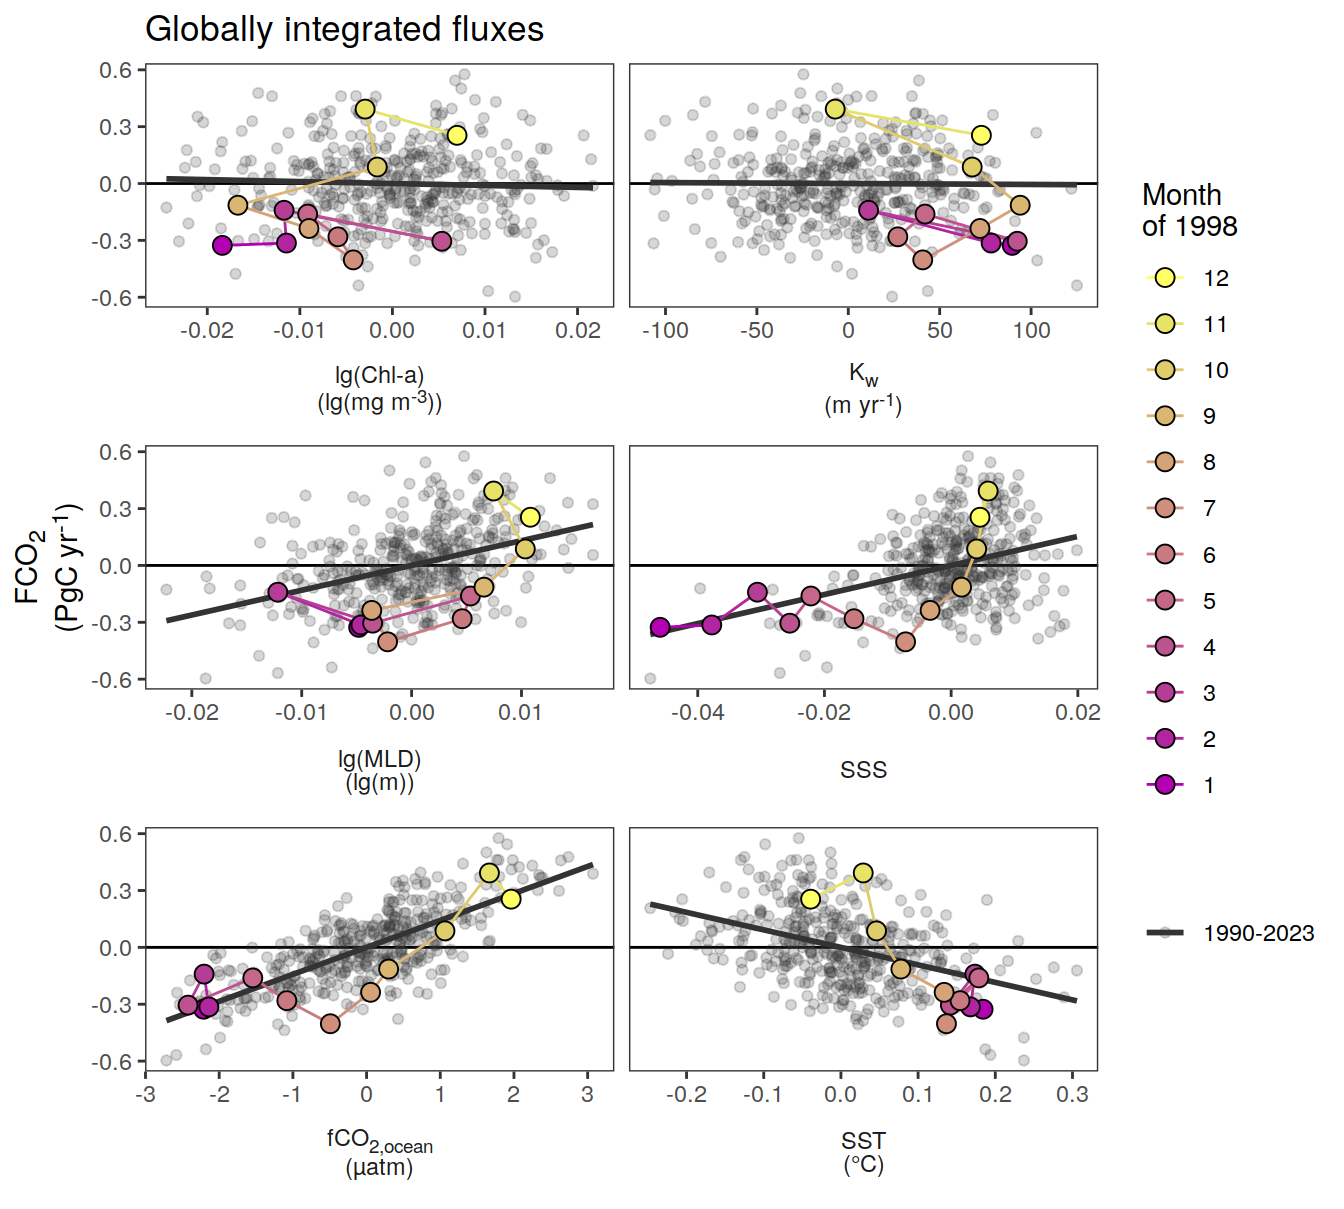 Globally integrated fluxes
0.6
0.3
0.0
-0.3
-0.6
-0.02 -0.01 0.00 0.01 0.02
lg(Chl-a)
(lg(mg m⁻³))
-100 -50 0 50 100
K_w
(m yr⁻¹)
FCO₂
(PgC yr⁻¹)
0.6
0.3
0.0
-0.3
-0.6
-0.02 -0.01 0.00 0.01
lg(MLD)
(lg(m))
-0.04 -0.02 0.00 0.02
SSS
0.6
0.3
0.0
-0.3
-0.6
-3 -2 -1 0 1 2 3
fCO₂,ocean
(µatm)
-0.2 -0.1 0.0 0.1 0.2 0.3
SST
(°C)
Month
of 1998
12
11
10
9
8
7
6
5
4
3
2
1
1990-2023